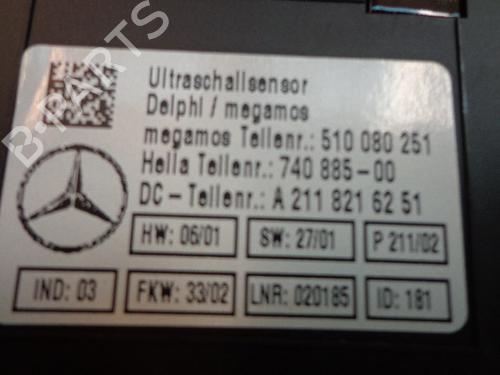 Ultraschallsensor
Delphi / megamos
megamos Teilenr.: 510 080 251
Hella Teilenr.: 740 885-00
DC - Teilenr.: A 211 821 62 51
HW: 06/01 SW: 27/01 P 211/02
IND: 03 FKW: 33/02 LNR: 020185 ID: 181
B-PARTS